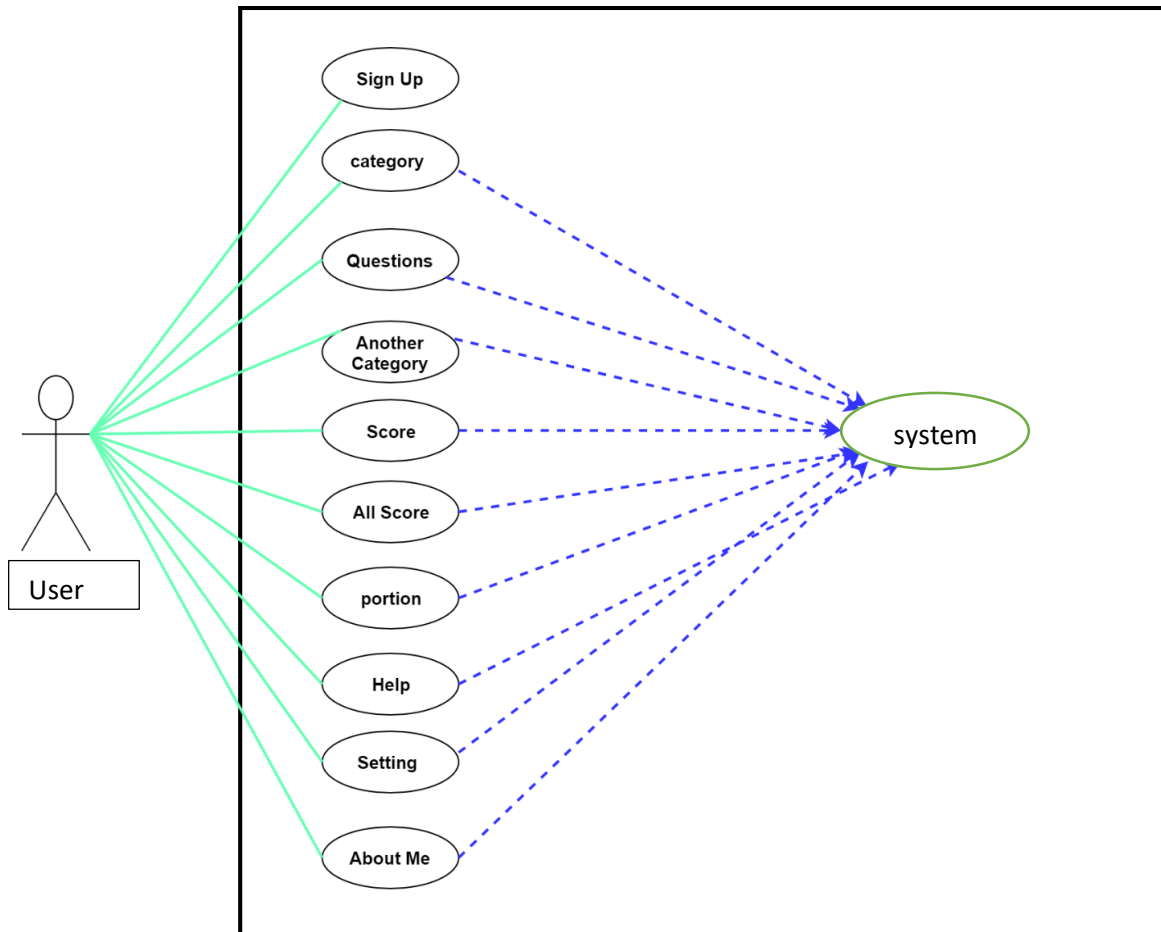 Sign Up
category
Questions
Another
Category
Score
All Score
portion
Help
Setting
About Me
system
User